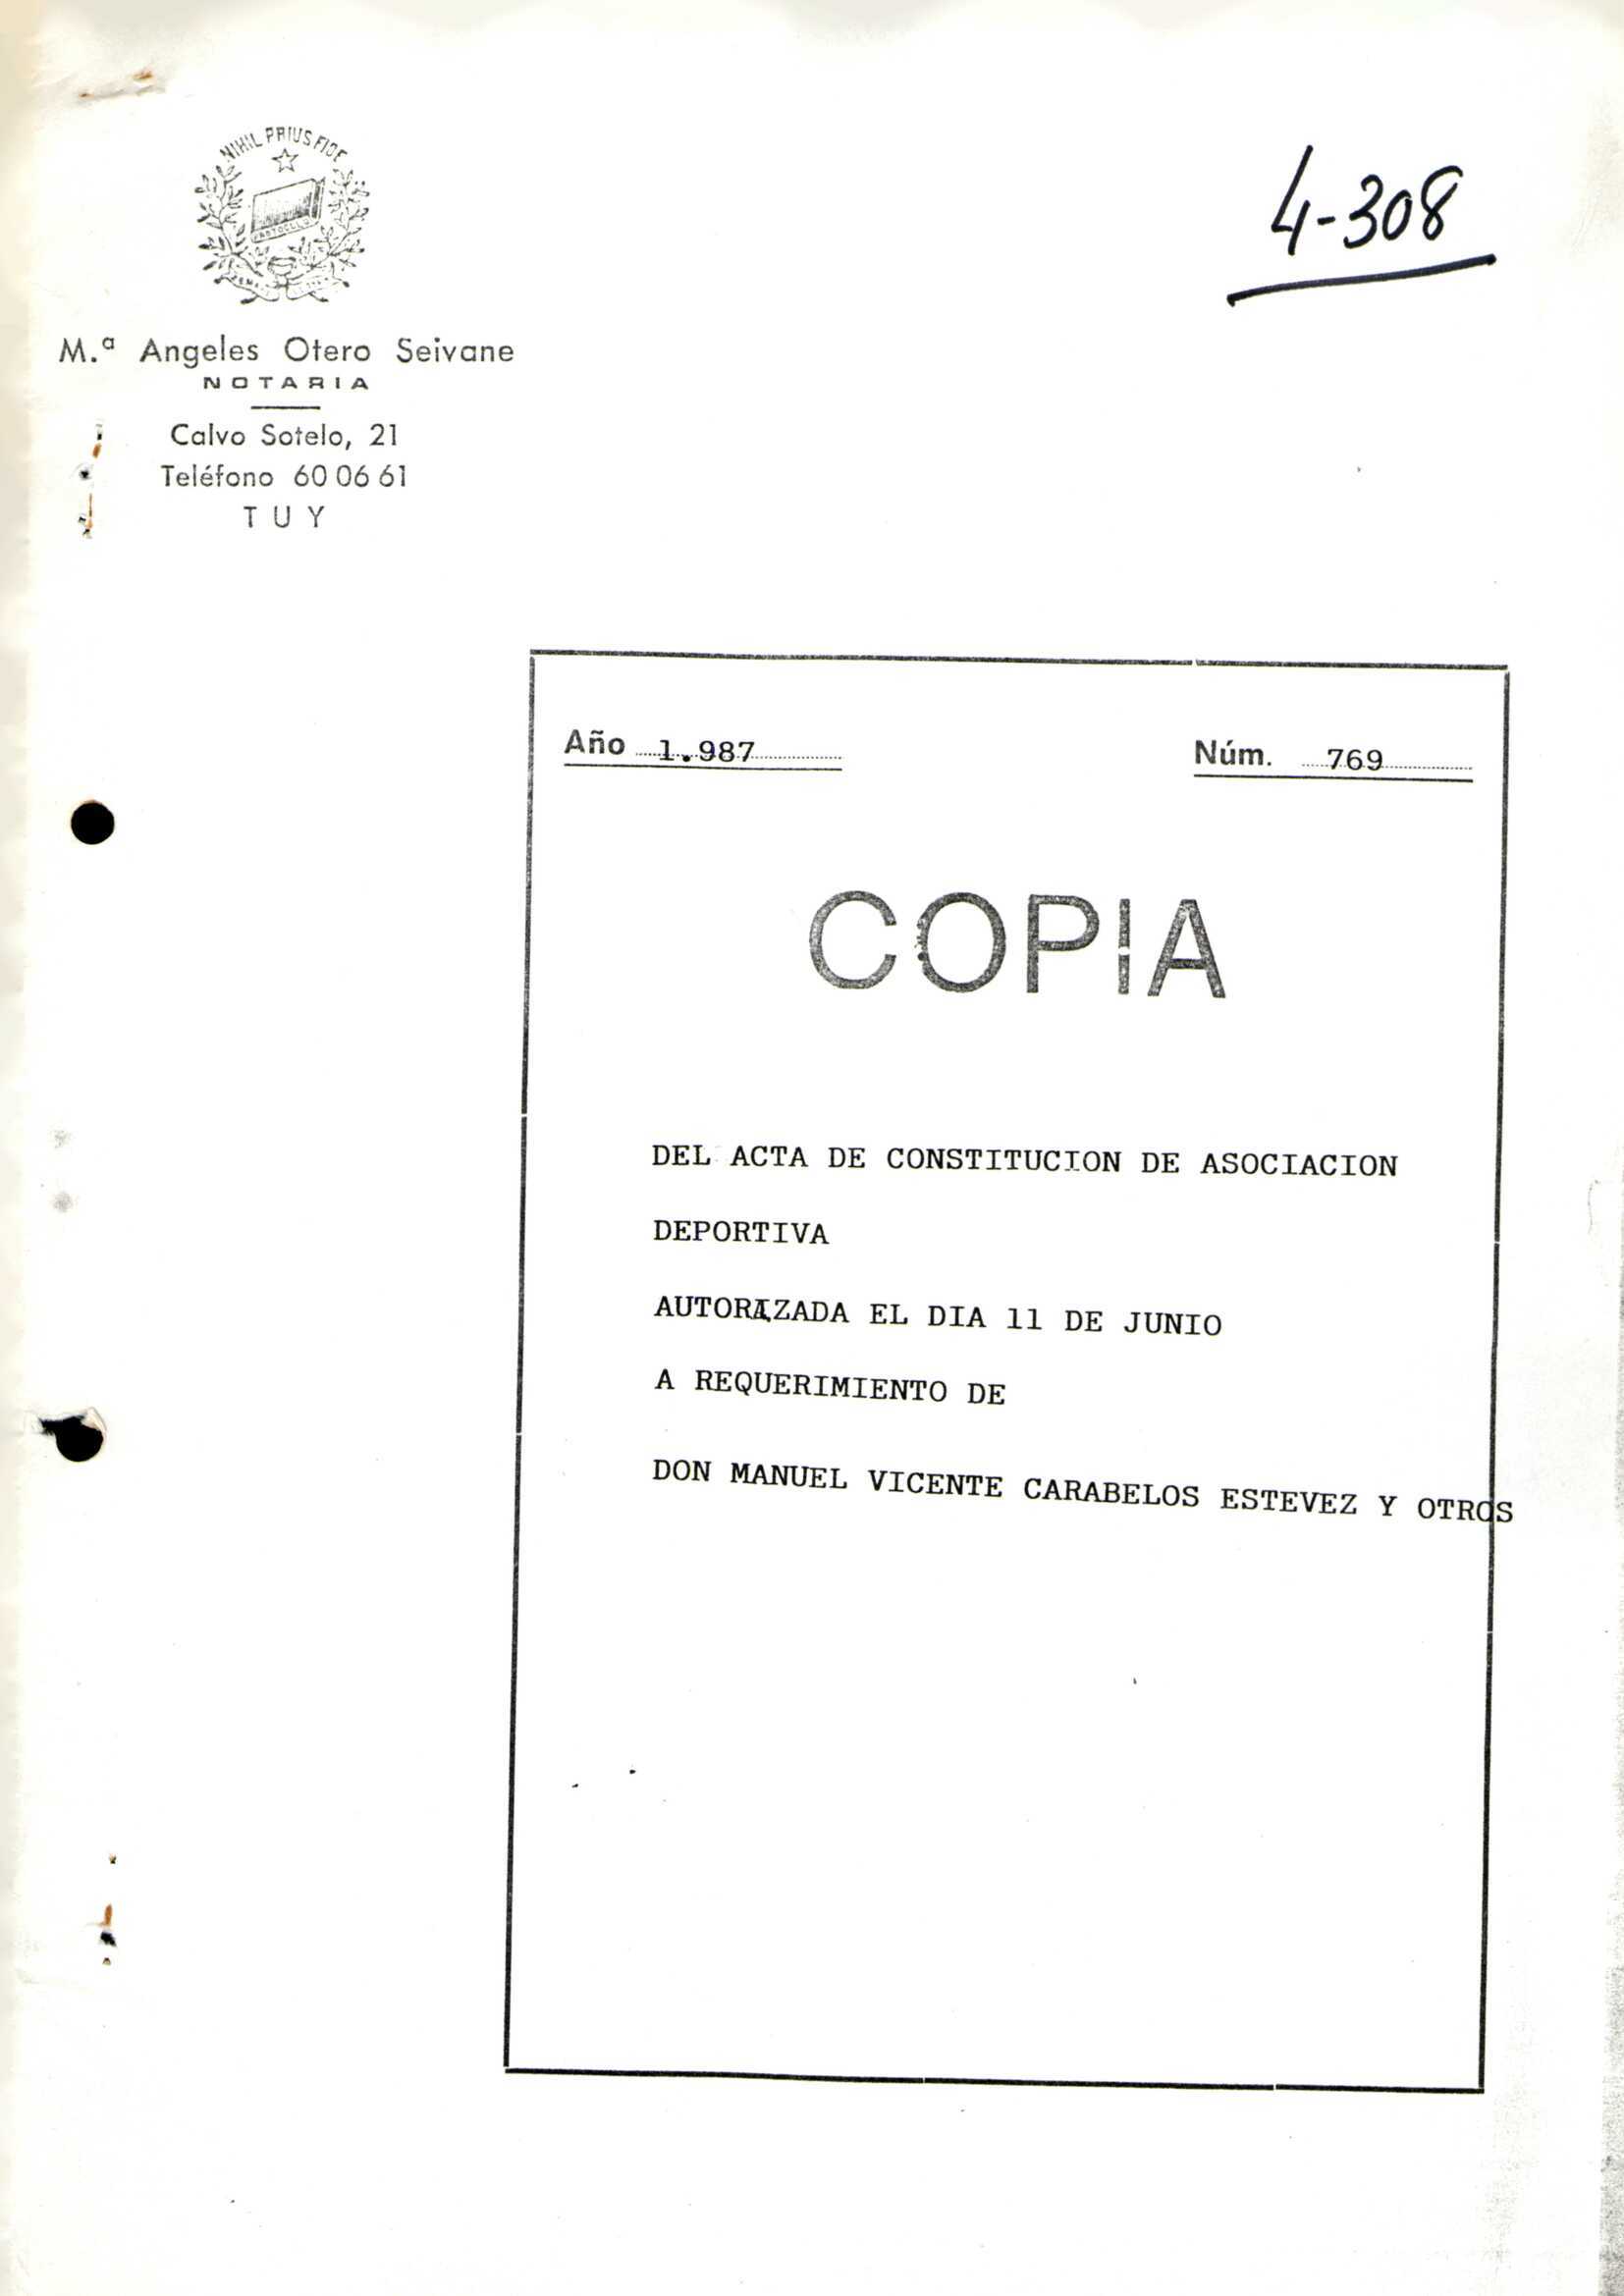 NIHIL PRIUS FIDE
4-308
M.ª Angeles Otero Seivane
NOTARIA
Calvo Sotelo, 21
Teléfono 60 06 61
TUY
Año 1.987 Núm. 769
COPIA
DEL ACTA DE CONSTITUCION DE ASOCIACION
DEPORTIVA
AUTORIZADA EL DIA 11 DE JUNIO
A REQUERIMIENTO DE
DON MANUEL VICENTE CARABELOS ESTEVEZ Y OTROS